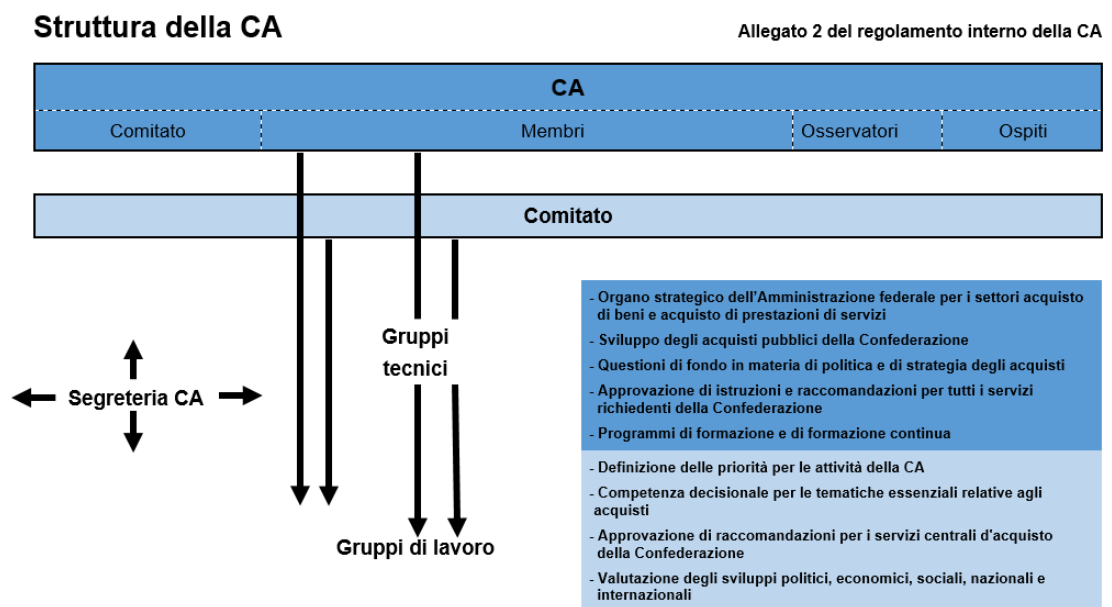 Struttura della CA
Allegato 2 del regolamento interno della CA
CA
Comitato
Membri
Osservatori
Ospiti
Comitato
Gruppi
tecnici
Segreteria CA
Gruppi di lavoro
- Organo strategico dell'Amministrazione federale per i settori acquisto
di beni e acquisto di prestazioni di servizi
- Sviluppo degli acquisti pubblici della Confederazione
- Questioni di fondo in materia di politica e di strategia degli acquisti
- Approvazione di istruzioni e raccomandazioni per tutti i servizi
richiedenti della Confederazione
- Programmi di formazione e di formazione continua
- Definizione delle priorità per le attività della CA
- Competenza decisionale per le tematiche essenziali relative agli
acquisti
- Approvazione di raccomandazioni per i servizi centrali d'acquisto
della Confederazione
- Valutazione degli sviluppi politici, economici, sociali, nazionali e
internazionali